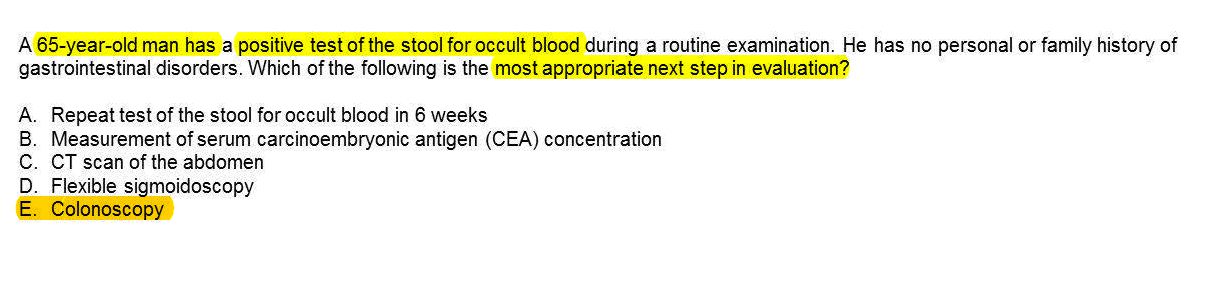 A 65-year-old man has a positive test of the stool for occult blood during a routine examination. He has no personal or family history of
gastrointestinal disorders. Which of the following is the most appropriate next step in evaluation?
A. Repeat test of the stool for occult blood in 6 weeks
B. Measurement of serum carcinoembryonic antigen (CEA) concentration
C. CT scan of the abdomen
D. Flexible sigmoidoscopy
E. Colonoscopy